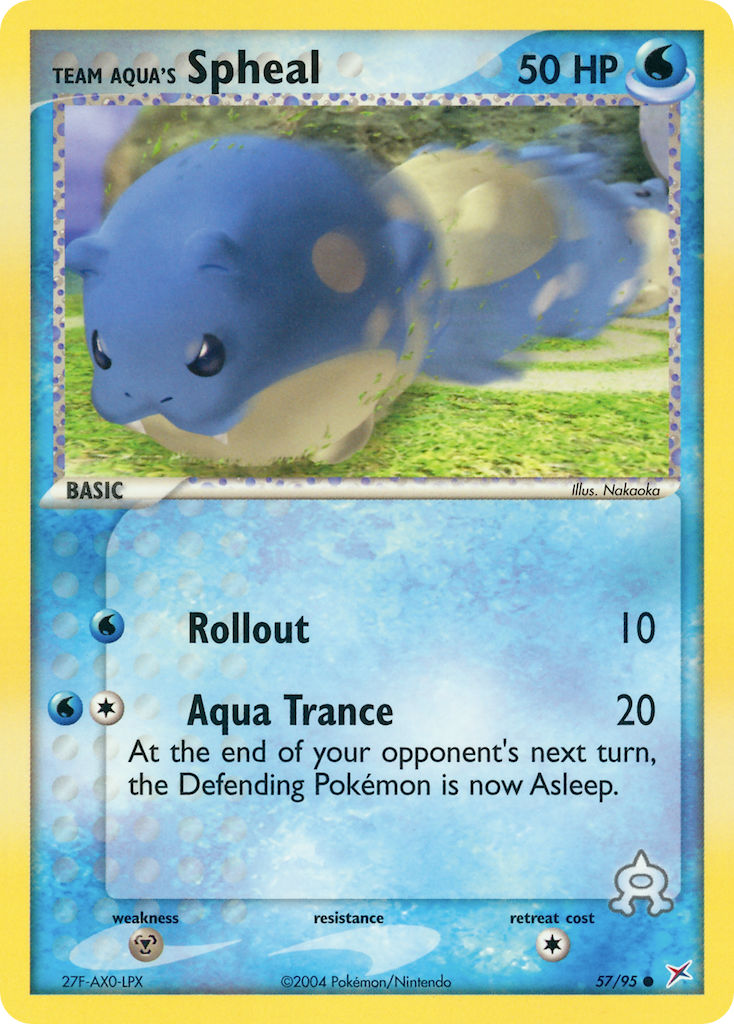 TEAM AQUA'S Spheal 50 HP
BASIC
Illus. Nakaoka
Rollout 10
Aqua Trance 20
At the end of your opponent's next turn,
the Defending Pokémon is now Asleep.
weakness resistance retreat cost
27F-AX0-LPX ©2004 Pokémon/Nintendo 57/95